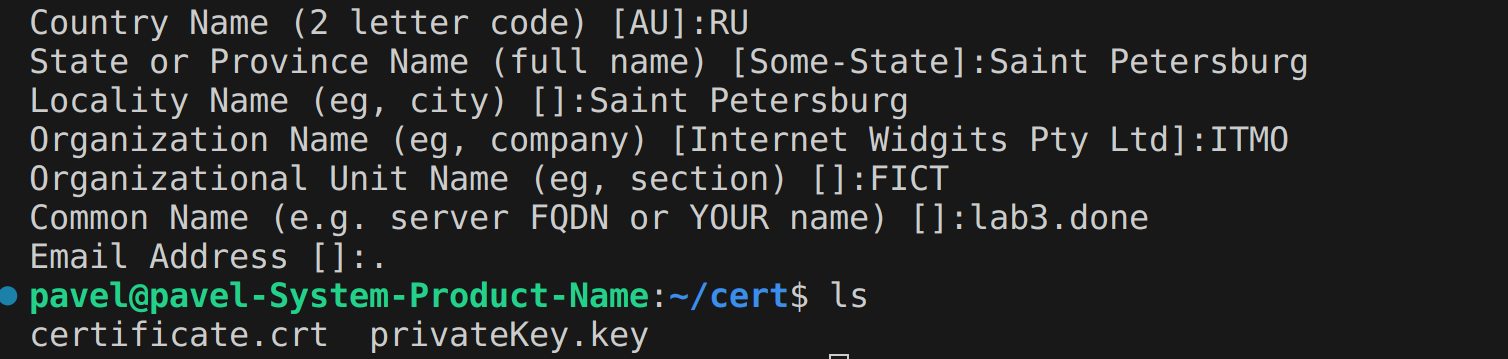 Country Name (2 letter code) [AU]:RU
State or Province Name (full name) [Some-State]:Saint Petersburg
Locality Name (eg, city) []:Saint Petersburg
Organization Name (eg, company) [Internet Widgits Pty Ltd]:ITMO
Organizational Unit Name (eg, section) []:FICT
Common Name (e.g. server FQDN or YOUR name) []:lab3.done
Email Address []:.
pavel@pavel-System-Product-Name:~/cert$ ls
certificate.crt  privateKey.key